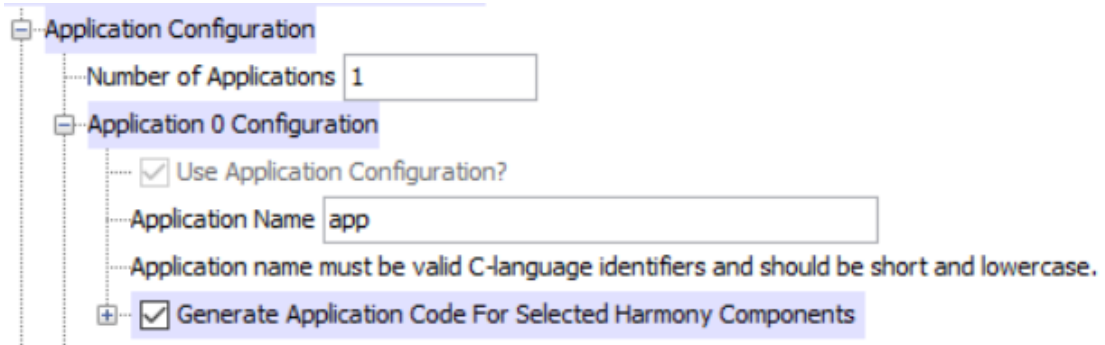 Application Configuration
Number of Applications 1
Application 0 Configuration
Use Application Configuration?
Application Name app
Application name must be valid C-language identifiers and should be short and lowercase.
Generate Application Code For Selected Harmony Components